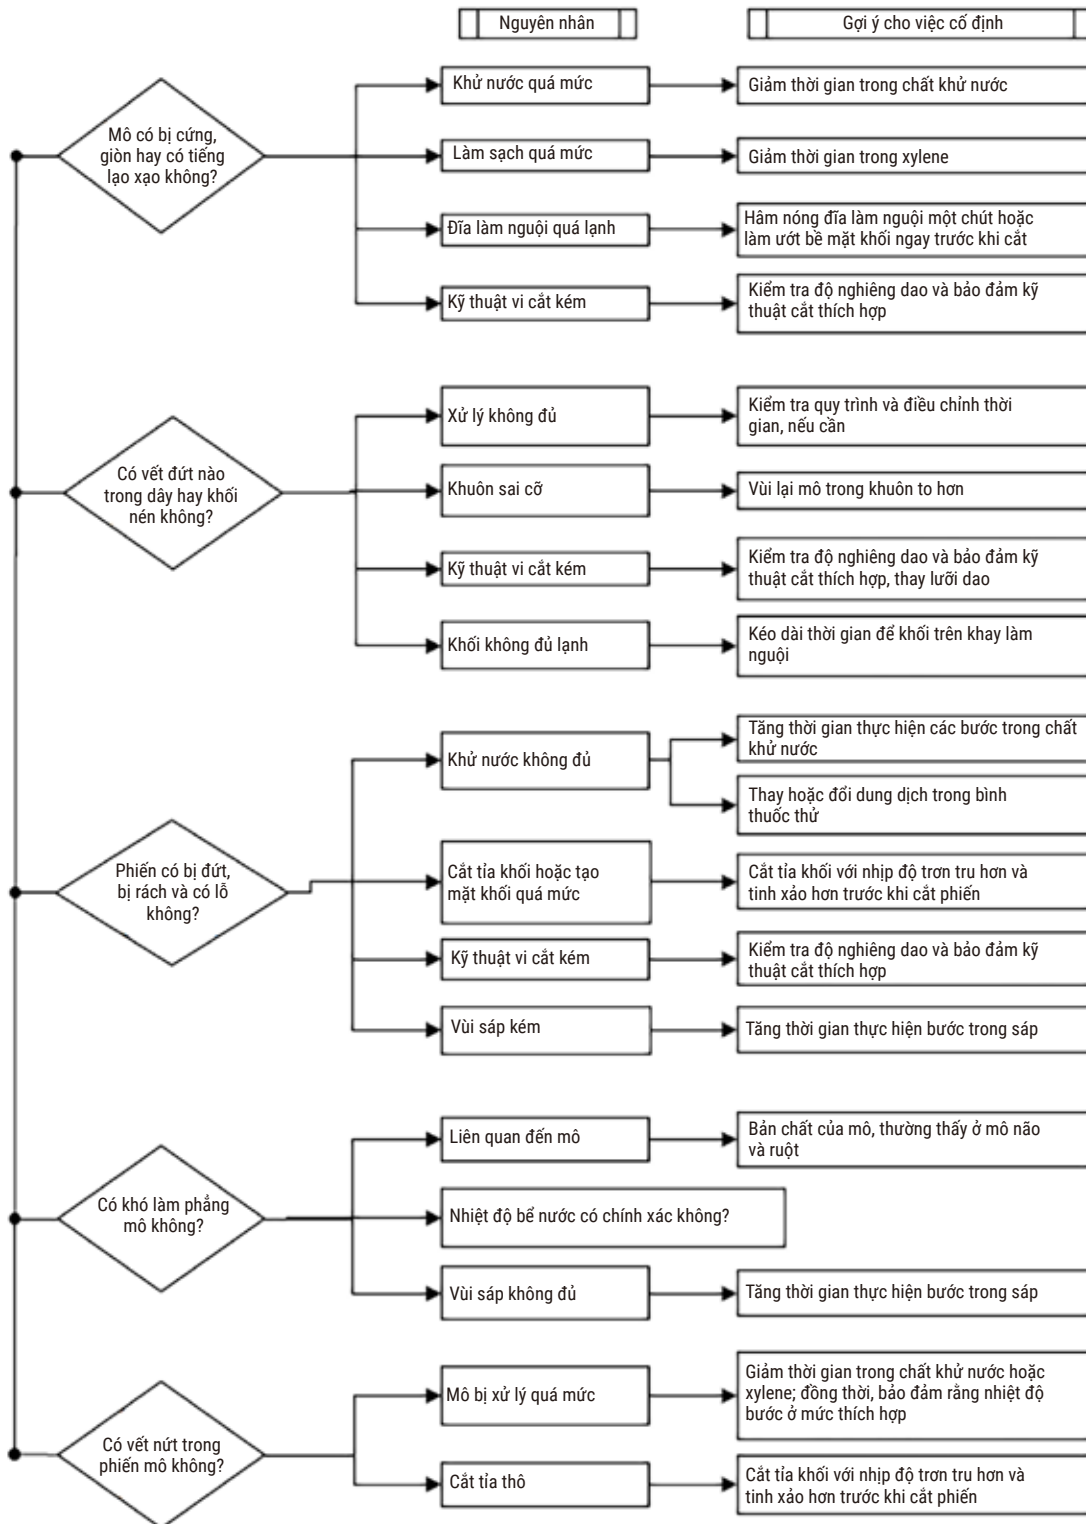 Nguyên nhân
Gợi ý cho việc cố định
Mô có bị cứng,
giòn hay có tiếng
lạo xạo không?
Khử nước quá mức
Giảm thời gian trong chất khử nước
Làm sạch quá mức
Giảm thời gian trong xylene
Đĩa làm nguội quá lạnh
Hâm nóng đĩa làm nguội một chút hoặc
làm ướt bề mặt khối ngay trước khi cắt
Kỹ thuật vi cắt kém
Kiểm tra độ nghiêng dao và bảo đảm kỹ
thuật cắt thích hợp
Có vết đứt nào
trong dây hay khối
nén không?
Xử lý không đủ
Kiểm tra quy trình và điều chỉnh thời
gian, nếu cần
Khuôn sai cỡ
Vùi lại mô trong khuôn to hơn
Kỹ thuật vi cắt kém
Kiểm tra độ nghiêng dao và bảo đảm kỹ
thuật cắt thích hợp, thay lưỡi dao
Khối không đủ lạnh
Kéo dài thời gian để khối trên khay làm
nguội
Phiến có bị đứt,
bị rách và có lỗ
không?
Khử nước không đủ
Tăng thời gian thực hiện các bước trong chất
khử nước
Thay hoặc đổi dung dịch trong bình
thuốc thử
Cắt tỉa khối hoặc tạo
mặt khối quá mức
Cắt tỉa khối với nhịp độ trơn tru hơn và
tinh xảo hơn trước khi cắt phiến
Kỹ thuật vi cắt kém
Kiểm tra độ nghiêng dao và bảo đảm kỹ
thuật cắt thích hợp
Vùi sáp kém
Tăng thời gian thực hiện bước trong sáp
Có khó làm phẳng
mô không?
Liên quan đến mô
Bản chất của mô, thường thấy ở mô não
và ruột
Nhiệt độ bể nước có chính xác không?
Vùi sáp không đủ
Tăng thời gian thực hiện bước trong sáp
Có vết nứt trong
phiến mô không?
Mô bị xử lý quá mức
Giảm thời gian trong chất khử nước hoặc
xylene; đồng thời, bảo đảm rằng nhiệt độ
bước ở mức thích hợp
Cắt tỉa thô
Cắt tỉa khối với nhịp độ trơn tru hơn và
tinh xảo hơn trước khi cắt phiến